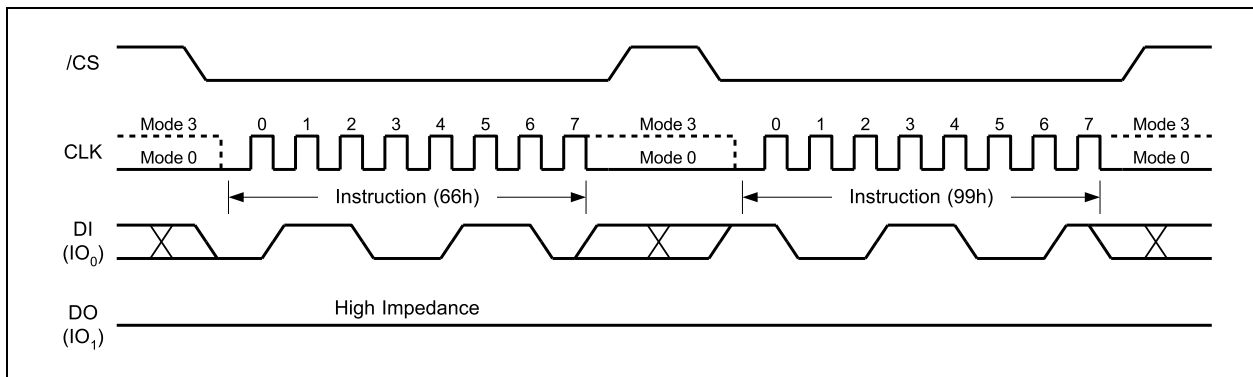 /CS
Mode 3 0 1 2 3 4 5 6 7 Mode 3 0 1 2 3 4 5 6 7 Mode 3
CLK
Mode 0 Mode 0 Mode 0
Instruction (66h) Instruction (99h)
DI
(IO₀)
High Impedance
DO
(IO₁)